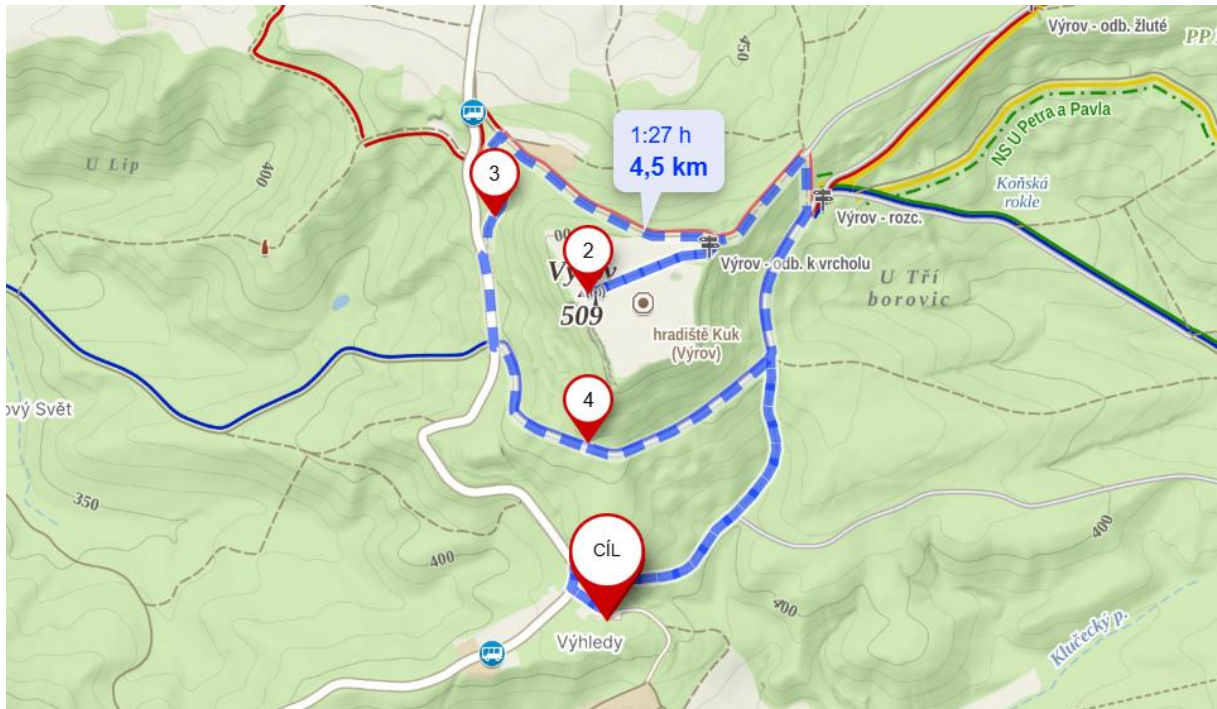 Výrov - odb. žluté
PP
450
NS U Petra a Pavla
1:27 h
4,5 km
U Lip
400
3
Koňská
rokle
Výrov - rozc.
2
Výrov - odb. k vrcholu
U Tří
borovic
509
hradiště Kuk
(Výrov)
4
ový Svět
350
400
400
CÍL
400
Výhledy
Klučecký p.